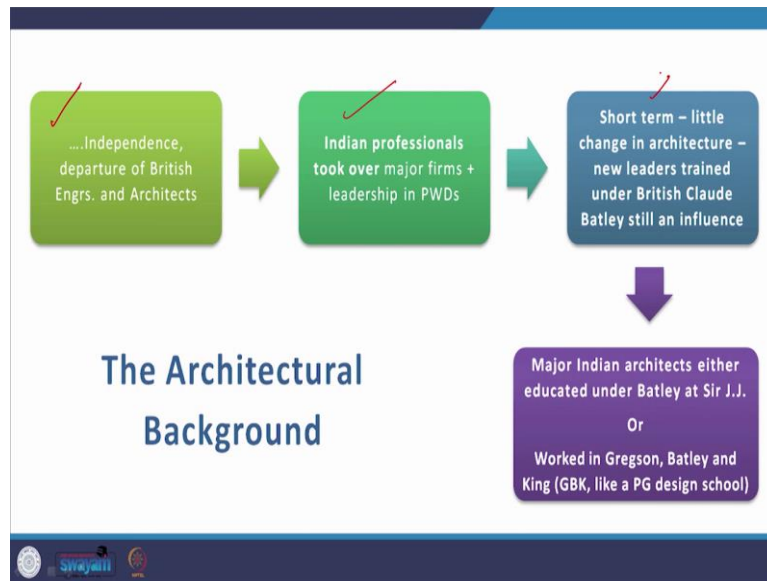 ....Independence,
departure of British
Engrs. and Architects
Indian professionals
took over major firms +
leadership in PWDs
Short term – little
change in architecture –
new leaders trained
under British Claude
Batley still an influence
The Architectural
Background
Major Indian architects either
educated under Batley at Sir J.J.
Or
Worked in Gregson, Batley and
King (GBK, like a PG design school)
swayam